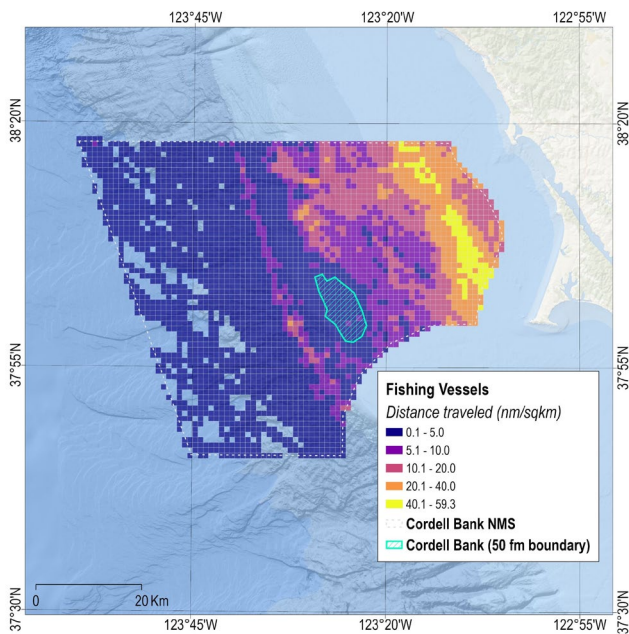 123°45'W 123°20'W 122°55'W
38°20'N 38°20'N
37°55'N 37°55'N
Fishing Vessels
Distance traveled (nm/sqkm)
0.1 - 5.0
5.1 - 10.0
10.1 - 20.0
20.1 - 40.0
40.1 - 59.3
Cordell Bank NMS
Cordell Bank (50 fm boundary)
0 20 Km
37°30'N 37°30'N
123°45'W 123°20'W 122°55'W